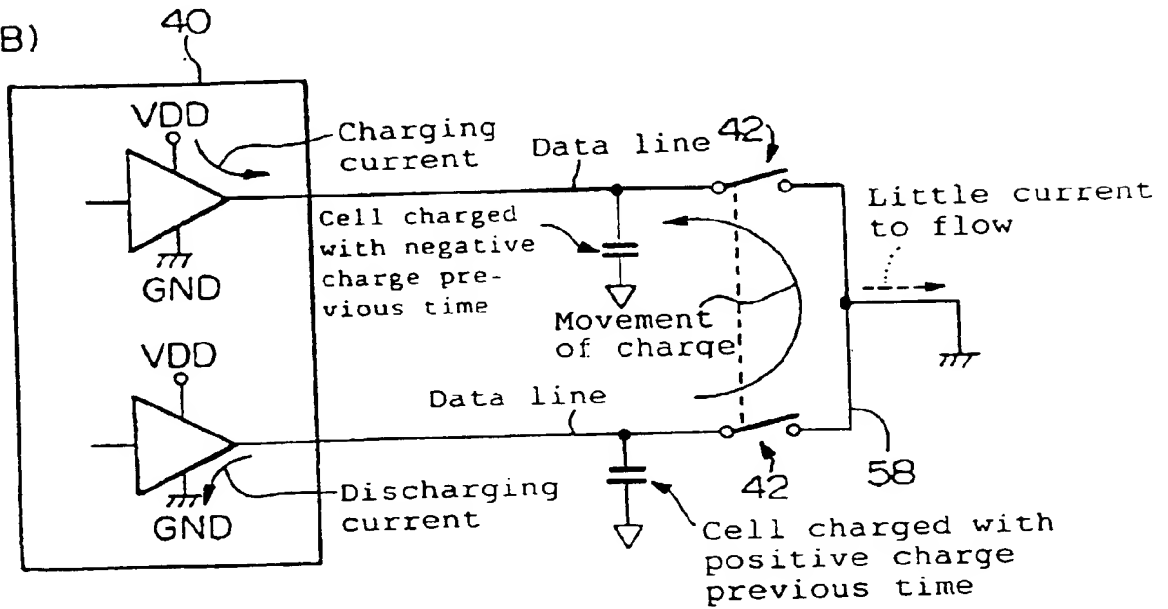 B)
40
VDD
Charging
current
Data line
42
Little current
to flow
Cell charged
with negative
charge pre-
vious time
GND
Movement
of charge
VDD
Data line
58
42
Discharging
current
GND
Cell charged with
positive charge
previous time